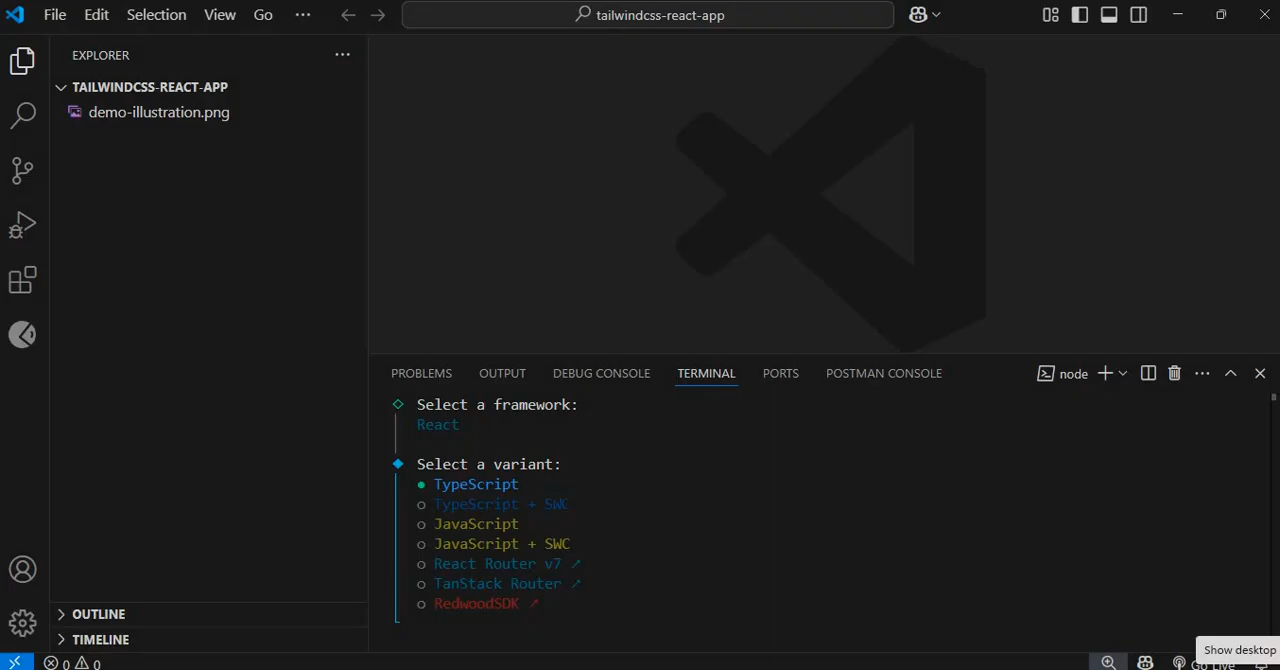 File Edit Selection View Go ···
tailwindcss-react-app
EXPLORER
TAILWINDCSS-REACT-APP
demo-illustration.png
PROBLEMS OUTPUT DEBUG CONSOLE TERMINAL PORTS POSTMAN CONSOLE
node
Select a framework:
React
Select a variant:
TypeScript
TypeScript + SWC
JavaScript
JavaScript + SWC
React Router v7 ↗
TanStack Router ↗
RedwoodSDK ↗
OUTLINE
TIMELINE
0 0
Go Live
Show desktop